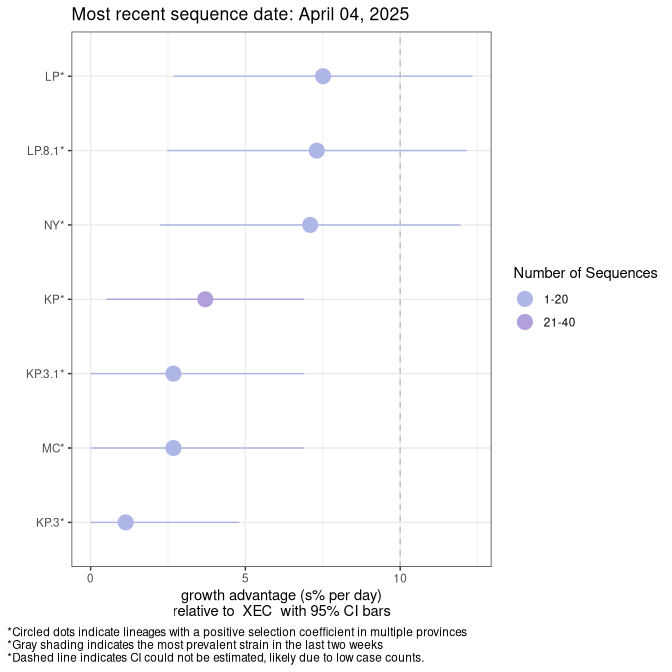 Most recent sequence date: April 04, 2025
LP*
LP.8.1*
NY*
KP*
KP.3.1*
MC*
KP.3*
0 5 10
growth advantage (s% per day)
relative to XEC with 95% CI bars
Number of Sequences
1-20
21-40
*Circled dots indicate lineages with a positive selection coefficient in multiple provinces
*Gray shading indicates the most prevalent strain in the last two weeks
*Dashed line indicates CI could not be estimated, likely due to low case counts.